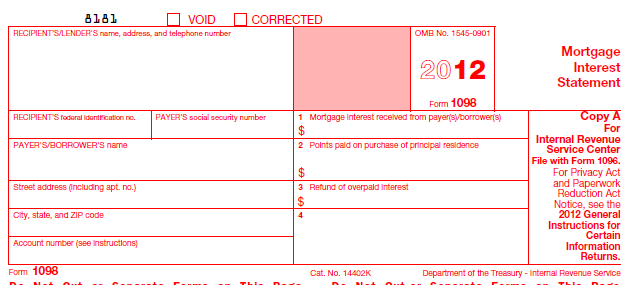 8181 VOID CORRECTED
RECIPIENT'S/LENDER'S name, address, and telephone number
OMB No. 1545-0901
2012
Form 1098
Mortgage
Interest
Statement
RECIPIENT'S federal identification no.
PAYER'S social security number
1 Mortgage interest received from payer(s)/borrower(s)
$
Copy A
For
Internal Revenue
Service Center
File with Form 1096.
For Privacy Act
and Paperwork
Reduction Act
Notice, see the
2012 General
Instructions for
Certain
Information
Returns.
PAYER'S/BORROWER'S name
2 Points paid on purchase of principal residence
$
Street address (including apt. no.)
3 Refund of overpaid interest
$
City, state, and ZIP code
4
Account number (see instructions)
Form 1098
Cat. No. 14402K
Department of the Treasury - Internal Revenue Service
Do Not Cut or Separate Forms on This Page
Do Not Cut or Separate Forms on This Page